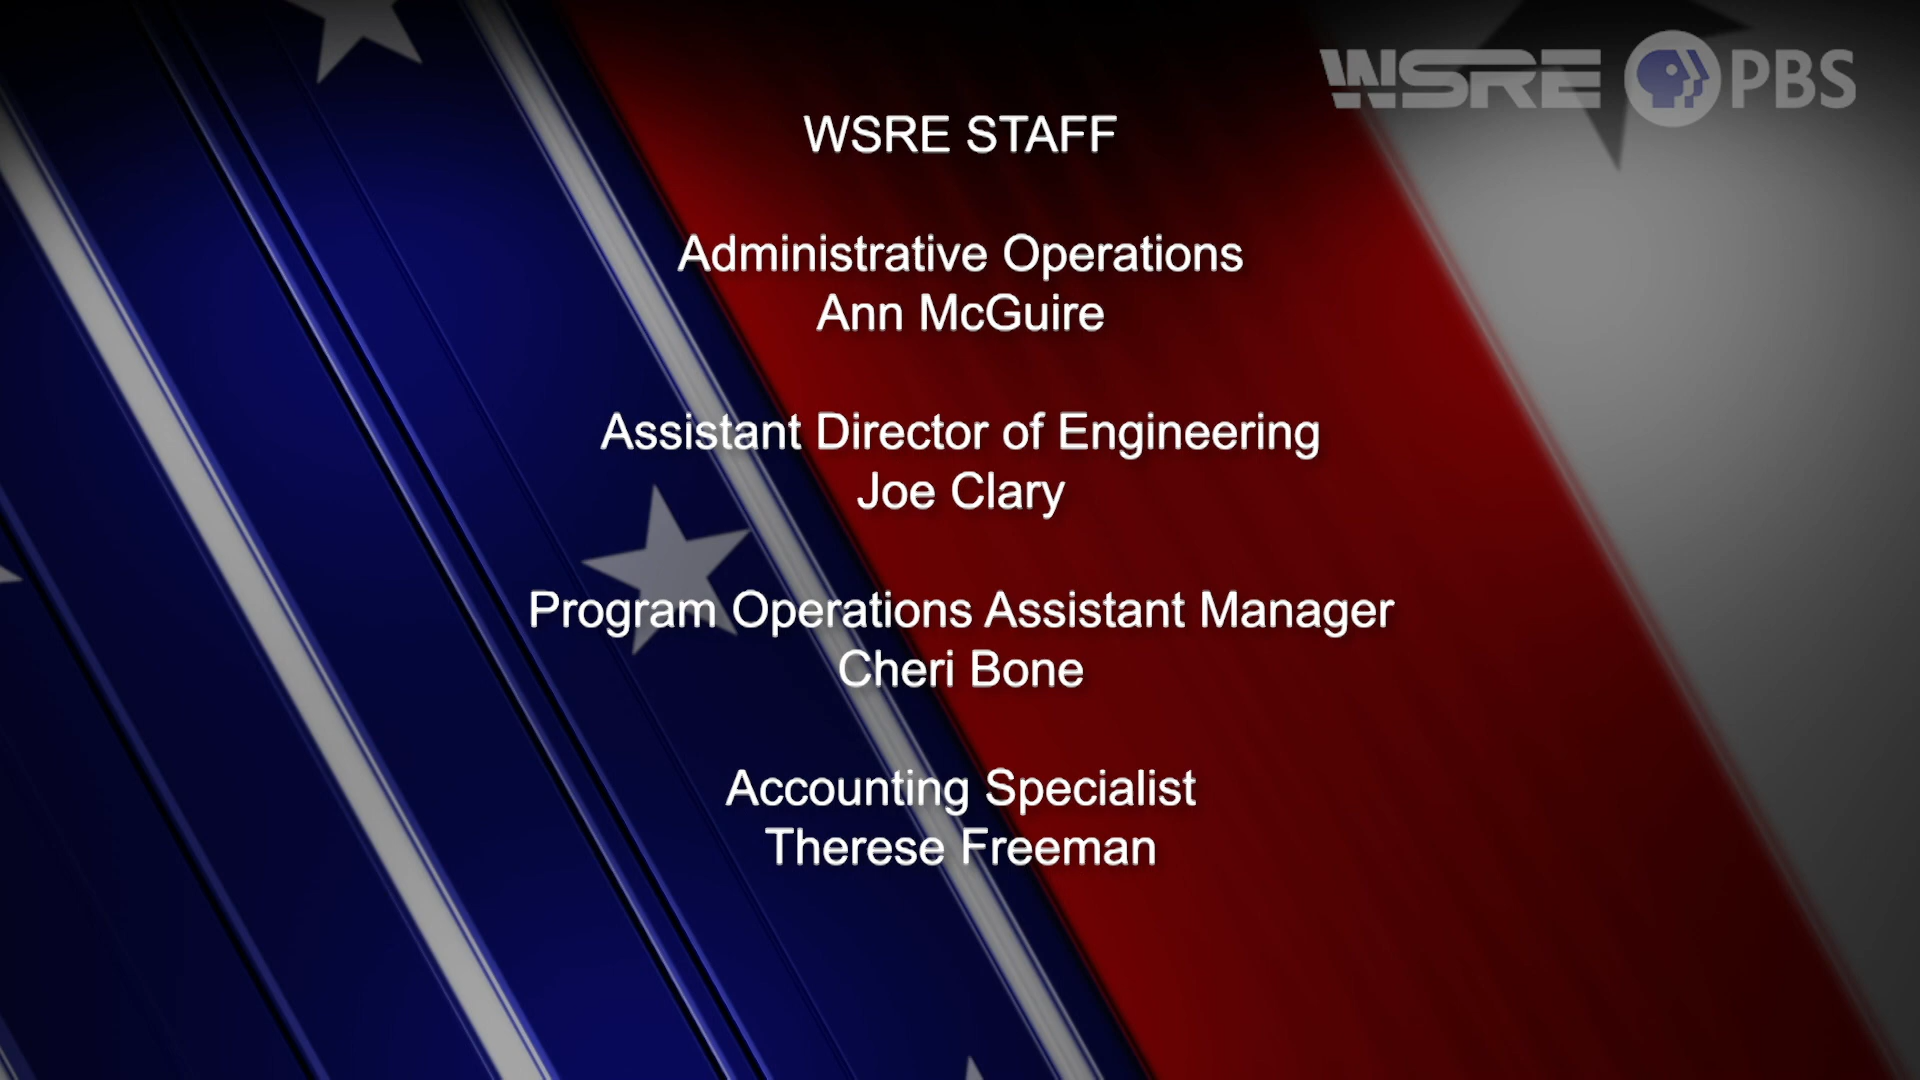 WSRE PBS
WSRE STAFF
Administrative Operations
Ann McGuire
Assistant Director of Engineering
Joe Clary
Program Operations Assistant Manager
Cheri Bone
Accounting Specialist
Therese Freeman